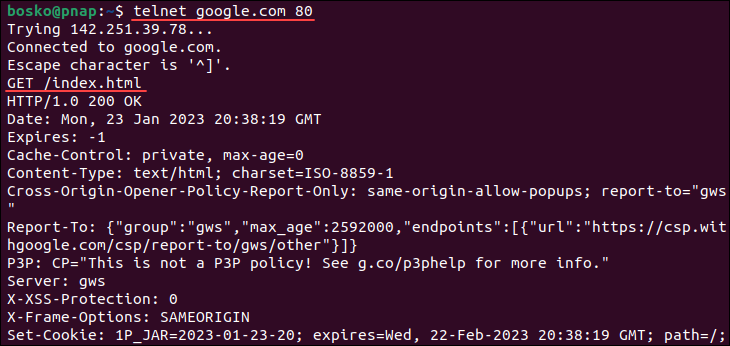 bosko@pnap:~$ telnet google.com 80
Trying 142.251.39.78...
Connected to google.com.
Escape character is '^]'.
GET /index.html
HTTP/1.0 200 OK
Date: Mon, 23 Jan 2023 20:38:19 GMT
Expires: -1
Cache-Control: private, max-age=0
Content-Type: text/html; charset=ISO-8859-1
Cross-Origin-Opener-Policy-Report-Only: same-origin-allow-popups; report-to="gws
"
Report-To: {"group":"gws","max_age":2592000,"endpoints":[{"url":"https://csp.wit
hgoogle.com/csp/report-to/gws/other"}]}
P3P: CP="This is not a P3P policy! See g.co/p3phelp for more info."
Server: gws
X-XSS-Protection: 0
X-Frame-Options: SAMEORIGIN
Set-Cookie: 1P_JAR=2023-01-23-20; expires=Wed, 22-Feb-2023 20:38:19 GMT; path=/;